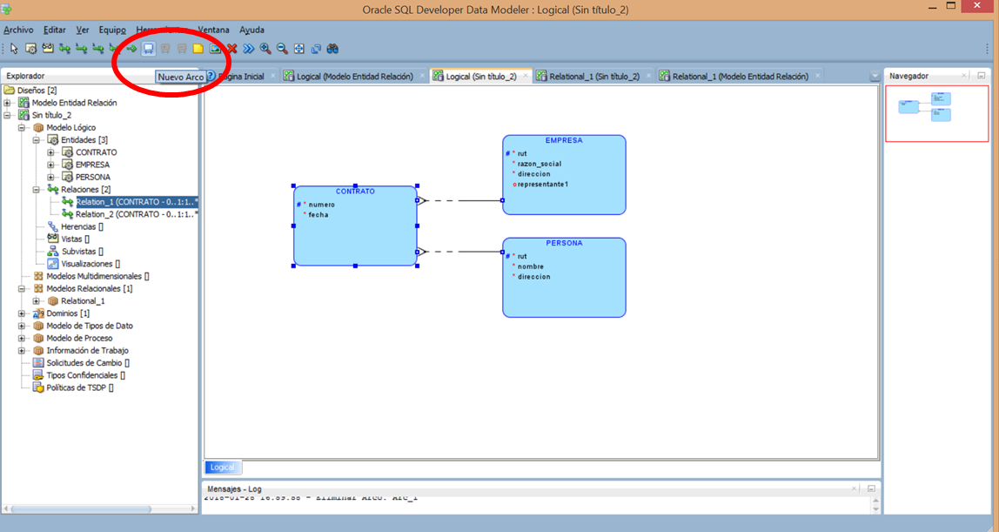 Oracle SQL Developer Data Modeler : Logical (Sin título_2)
Archivo Editar Ver Equipo Ventana Ayuda
Nuevo Arco
Explorador
Página Inicial
Logical (Modelo Entidad Relación)
Logical (Sin título_2)
Relational_1 (Sin título_2)
Relational_1 (Modelo Entidad Relación)
Navegador
Diseños [2]
Modelo Entidad Relación
Sin título_2
Modelo Lógico
Entidades [3]
CONTRATO
EMPRESA
PERSONA
Relaciones [2]
Relation_1 (CONTRATO - 0..1:1..*
Relation_2 (CONTRATO - 0..1:1..*
Herencias []
Vistas []
Subvistas []
Visualizaciones []
Modelos Multidimensionales []
Modelos Relacionales [1]
Relational_1
Dominios [1]
Modelo de Tipos de Dato
Modelo de Proceso
Información de Trabajo
Solicitudes de Cambio []
Tipos Confidenciales []
Políticas de TSDP []
CONTRATO
# * numero
* fecha
EMPRESA
# * rut
* razon_social
* direccion
o representante1
PERSONA
# * rut
* nombre
* direccion
Logical
Mensajes - Log